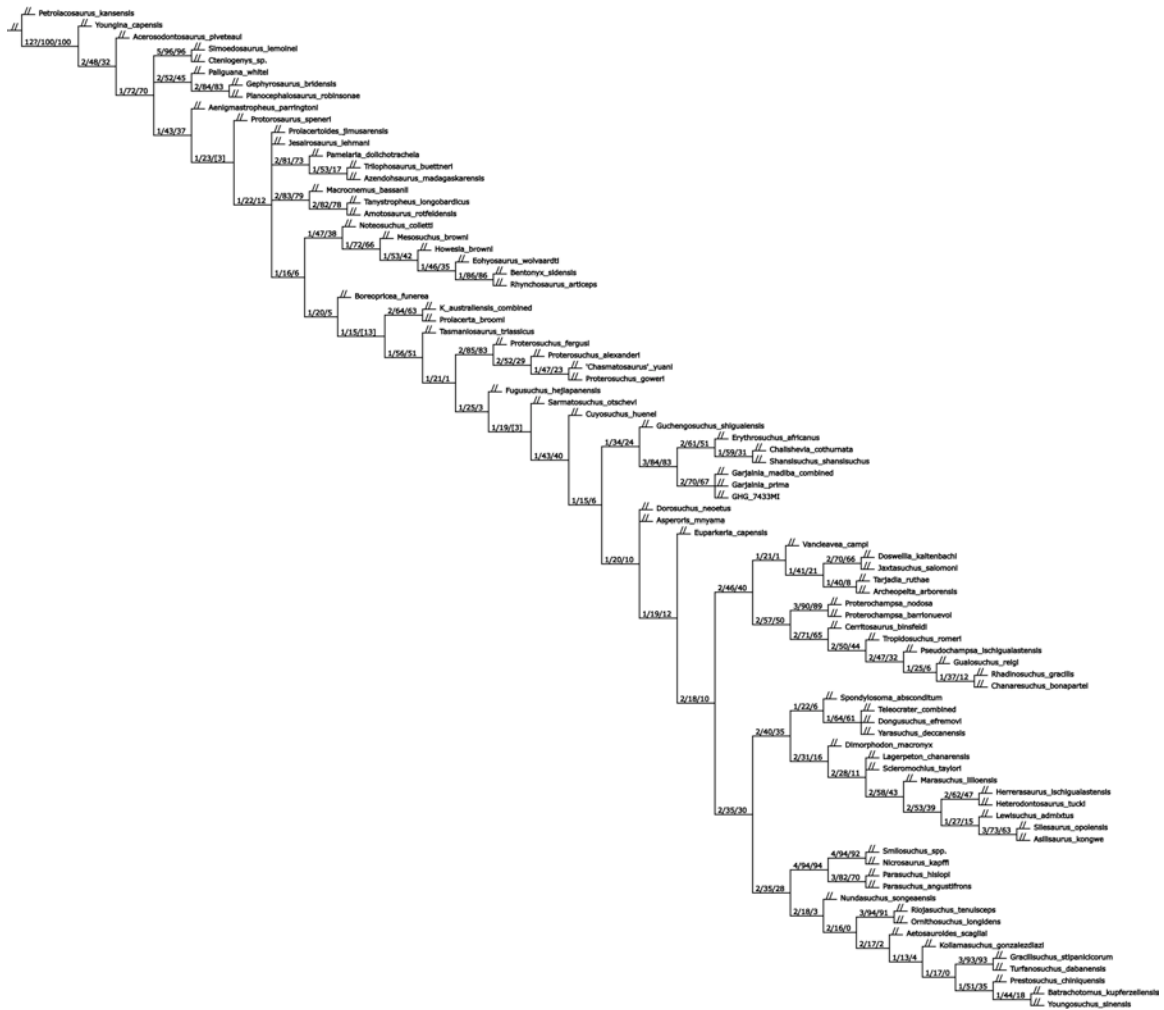 Petrolacosaurus_kansensis
Youngina_capensis
127/100/100
Acerosodontosaurus_piveteaui
2/48/32
Simoedosaurus_lemoinei
5/96/96
Ctenlogenys_sp.
Paliguana_whitei
2/52/45
Gephyrosaurus_bridensis
2/84/83
1/72/70
Planocephalosaurus_robinsonae
Aenigmastropheus_parringtoni
Protorosaurus_speneri
1/43/37
Prolacertoides_jimusarensis
Jesairosaurus_lehmani
1/23/[3]
Pamelaria_dolichotrachela
2/81/73
Trilophosaurus_buettneri
1/53/17
Azendohsaurus_madagaskarensis
Macrocnemus_bassanii
2/83/79
Tanystropheus_longobardicus
2/82/78
1/22/12
Amotosaurus_rotfeldensis
Noteosuchus_colletti
1/47/38
Mesosuchus_browni
1/72/66
Howesia_browni
1/53/42
Eohyosaurus_wolvaardti
1/46/35
Bentonyx_sidensis
1/16/6
1/86/86
Rhynchosaurus_articeps
Boreopricea_funerea
1/20/5
K_australiensis_combined
2/64/63
Prolacerta_broomi
1/15/[13]
Tasmaniosaurus_triassicus
Proterosuchus_fergusi
1/56/51
2/85/83
Proterosuchus_alexanderi
2/52/29
'Chasmatosaurus'_yuani
1/47/23
Proterosuchus_goweri
1/21/1
Fugusuchus_hejiapanensis
Sarmatosuchus_otschevi
1/25/3
Cuyosuchus_huenei
1/19/[3]
Guchengosuchus_shiguaiensis
Erythrosuchus_africanus
1/34/24
2/61/51
Chalishevia_cothurnata
1/59/31
Shansisuchus_shansisuchus
1/43/40
3/84/83
Garjainia_madiba_combined
2/70/67
Garjainia_prima
GHG_7433MI
1/15/6
Dorosuchus_neoetus
Asperoris_mnyama
Euparkeria_capensis
Vancleavea_campi
1/20/10
1/21/1
Doswellia_kaltenbachi
2/70/66
Jaxtasuchus_salomoni
1/41/21
Tarjadia_ruthae
1/40/8
Archeopelta_arborensis
2/46/40
Proterochampsa_nodosa
3/90/89
Proterochampsa_barrionuevoi
1/19/12
2/57/50
Cerritosaurus_binsfeldi
2/71/65
Tropidosuchus_romeri
2/50/44
Pseudochampsa_ischigualastensis
2/47/32
Gualosuchus_reigi
1/25/6
Rhadinosuchus_gracilis
1/37/12
Chanaresuchus_bonapartei
2/18/10
Spondylosoma_absconditum
1/22/6
Teleocrater_combined
1/64/61
Dongusuchus_efremovi
Yarasuchus_deccanensis
2/40/35
Dimorphodon_macronyx
2/31/16
Lagerpeton_chanarensis
Scleromochlus_taylori
2/28/11
Marasuchus_lilloensis
2/58/43
Herrerasaurus_ischigualastensis
2/62/47
Heterodontosaurus_tucki
2/53/39
Lewisuchus_admixtus
1/27/15
Silesaurus_opolensis
3/73/63
Asilisaurus_kongwe
2/35/30
Smilosuchus_spp.
4/94/92
Nicrosaurus_kapffi
4/94/94
Parasuchus_hislopi
3/82/70
Parasuchus_angustifrons
2/35/28
Nundasuchus_songeaensis
2/18/3
Riojasuchus_tenuisceps
3/94/91
Ornithosuchus_longidens
2/16/0
Aetosauroides_scagliai
2/17/2
Koilamasuchus_gonzalezdiazi
1/13/4
Gracilisuchus_stipanicicorum
3/93/93
Turfanosuchus_dabanensis
1/17/0
Prestosuchus_chiniquensis
1/51/35
Batrachotomus_kupferzellensis
1/44/18
Youngosuchus_sinensis